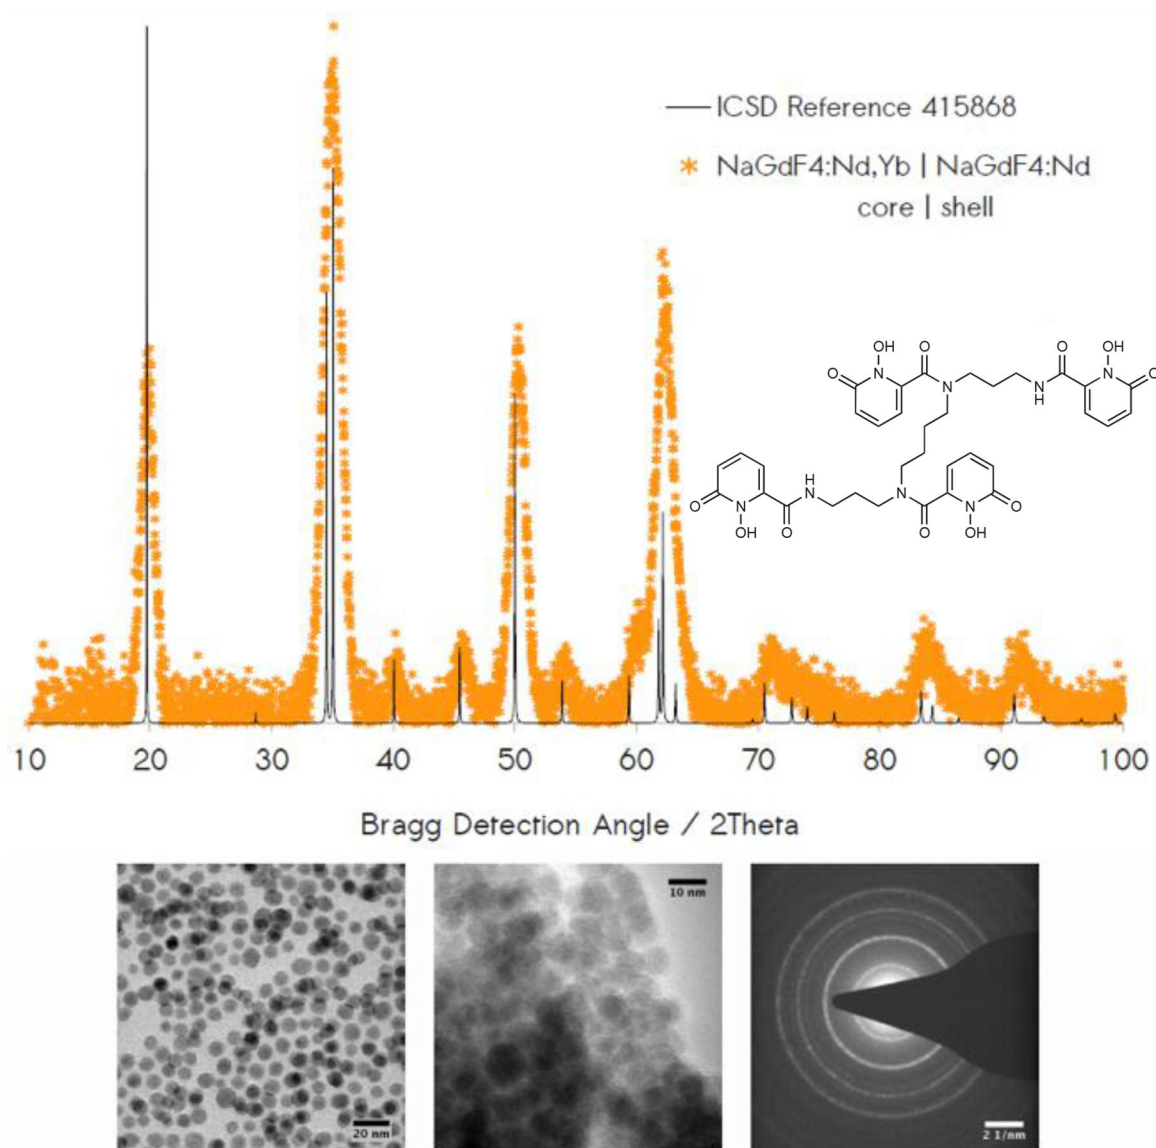 ICSD Reference 415868
NaGdF4:Nd,Yb | NaGdF4:Nd
core | shell
OH
O
O
OH
N
N
O
N
N
H
O
H
N
N
O
N
N
O
OH
O
O
OH
10 20 30 40 50 60 70 80 90 100
Bragg Detection Angle / 2Theta
10 nm
20 nm
2 1/nm